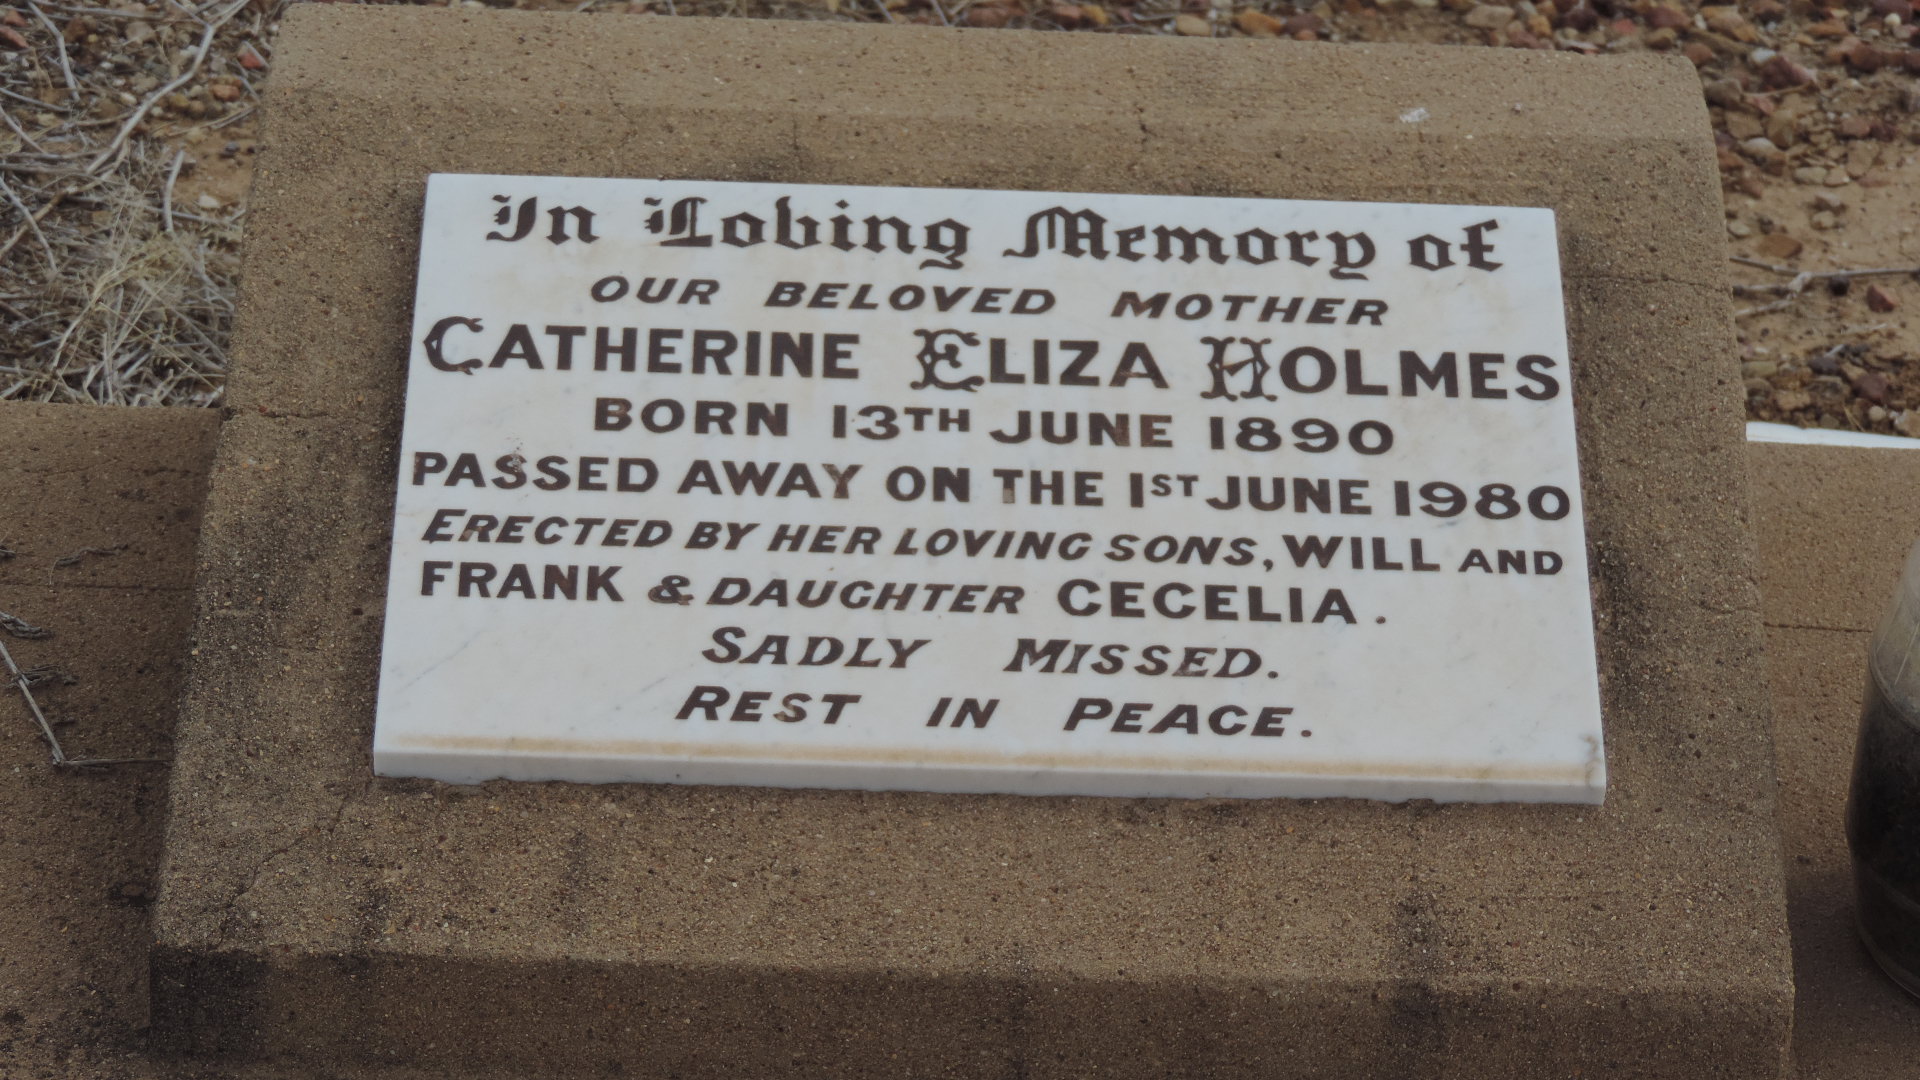 In Loving Memory of
OUR BELOVED MOTHER
CATHERINE ELIZA HOLMES
BORN 13TH JUNE 1890
PASSED AWAY ON THE 1ST JUNE 1980
ERECTED BY HER LOVING SONS, WILL AND
FRANK & DAUGHTER CECELIA.
SADLY MISSED.
REST IN PEACE.